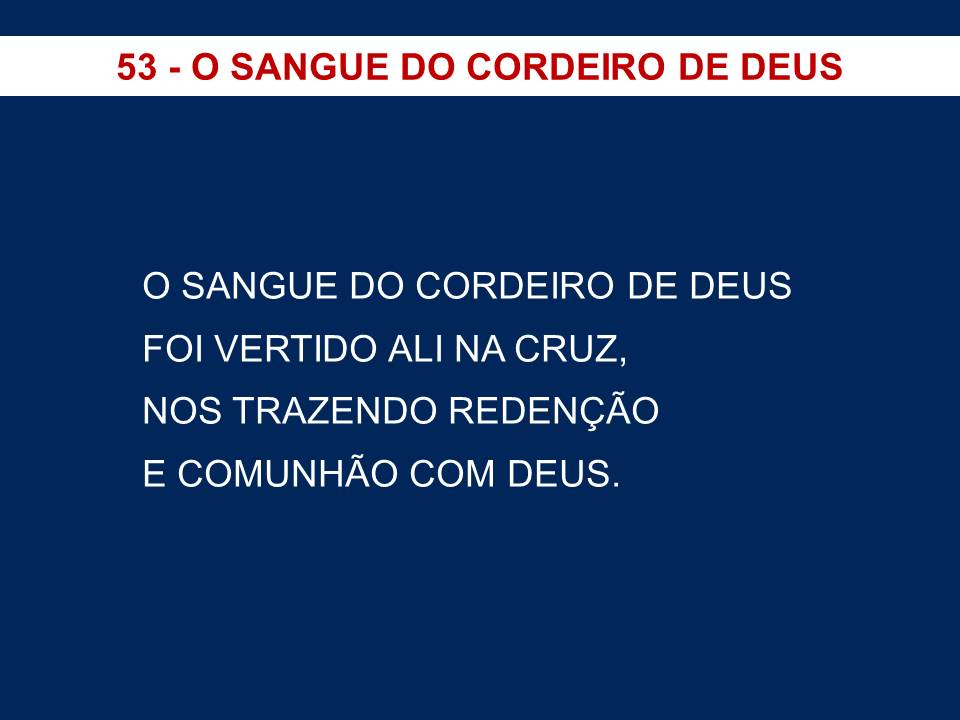 53 - O SANGUE DO CORDEIRO DE DEUS
O SANGUE DO CORDEIRO DE DEUS
FOI VERTIDO ALI NA CRUZ,
NOS TRAZENDO REDENÇÃO
E COMUNHÃO COM DEUS.